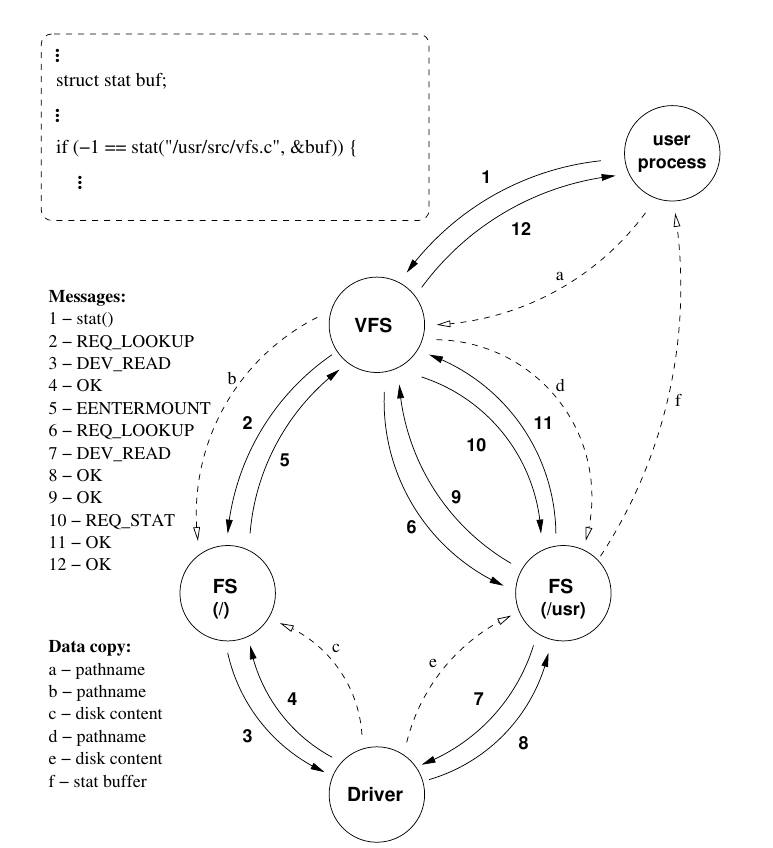 ⋮
struct stat buf;
⋮
if (−1 == stat("/usr/src/vfs.c", &buf)) {
⋮
user
process
1
12
a
VFS
Messages:
1 − stat()
2 − REQ_LOOKUP
3 − DEV_READ
4 − OK
5 − EENTERMOUNT
6 − REQ_LOOKUP
7 − DEV_READ
8 − OK
9 − OK
10 − REQ_STAT
11 − OK
12 − OK
b
d
f
2
5
10
11
9
6
FS
(/)
FS
(/usr)
Data copy:
a − pathname
b − pathname
c − disk content
d − pathname
e − disk content
f − stat buffer
c
e
4
3
7
8
Driver